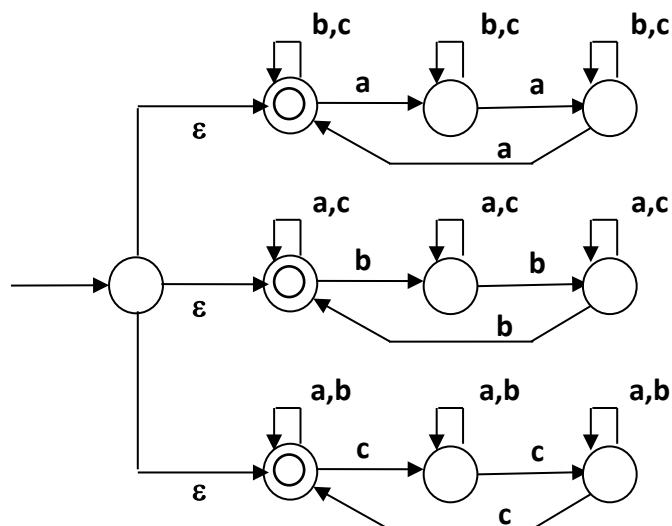 b,c b,c b,c
a a
ε
a
a,c a,c a,c
b b
ε
b
a,b a,b a,b
c c
ε
c